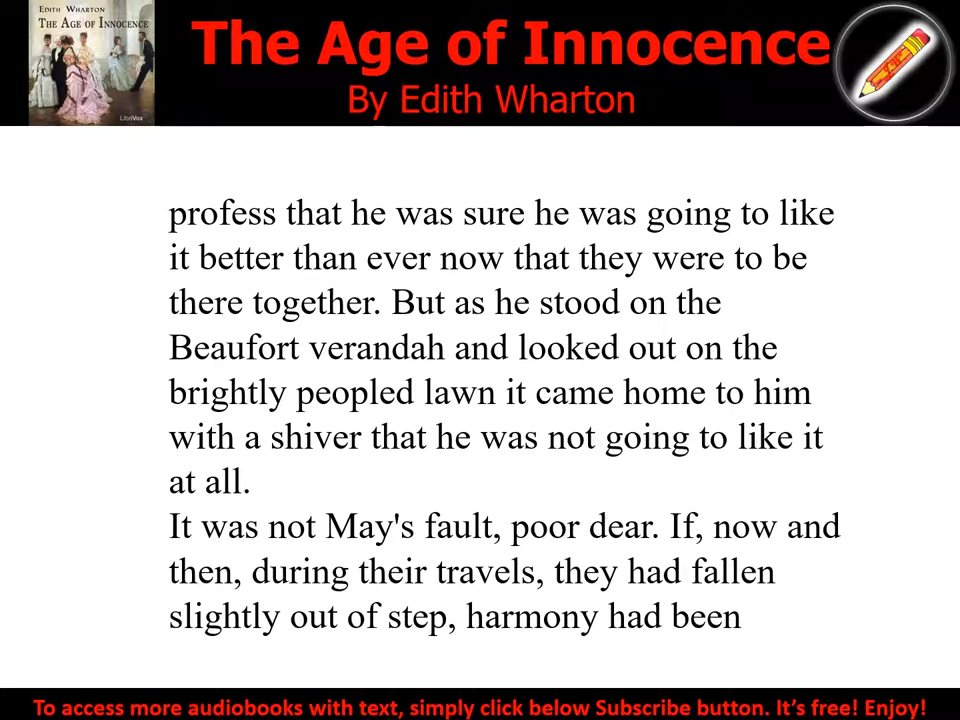 EDITH WHARTON
THE AGE OF INNOCENCE
LibriVox
The Age of Innocence
By Edith Wharton
profess that he was sure he was going to like
it better than ever now that they were to be
there together. But as he stood on the
Beaufort verandah and looked out on the
brightly peopled lawn it came home to him
with a shiver that he was not going to like it
at all.
It was not May's fault, poor dear. If, now and
then, during their travels, they had fallen
slightly out of step, harmony had been
To access more audiobooks with text, simply click below Subscribe button. It's free! Enjoy!